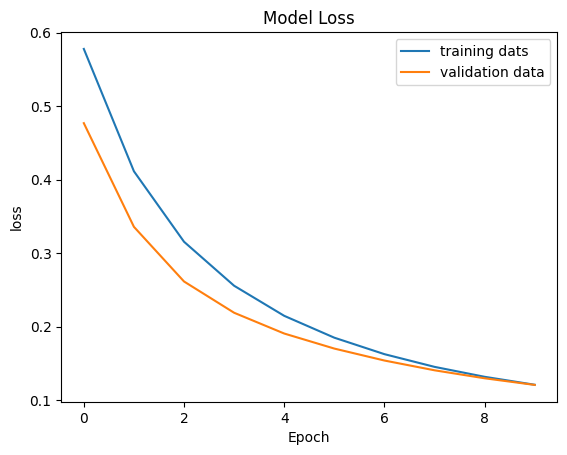 Model Loss
training dats
validation data
loss
0.6
0.5
0.4
0.3
0.2
0.1
0 2 4 6 8
Epoch